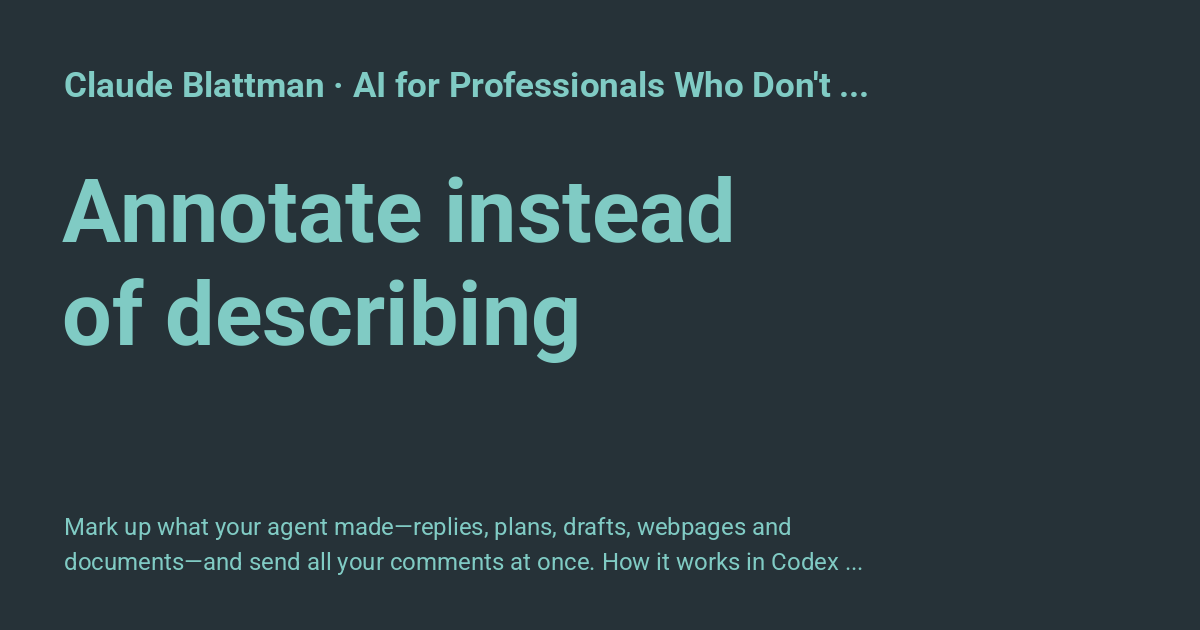 Claude Blattman · AI for Professionals Who Don't ...
Annotate instead
of describing
Mark up what your agent made—replies, plans, drafts, webpages and
documents—and send all your comments at once. How it works in Codex ...